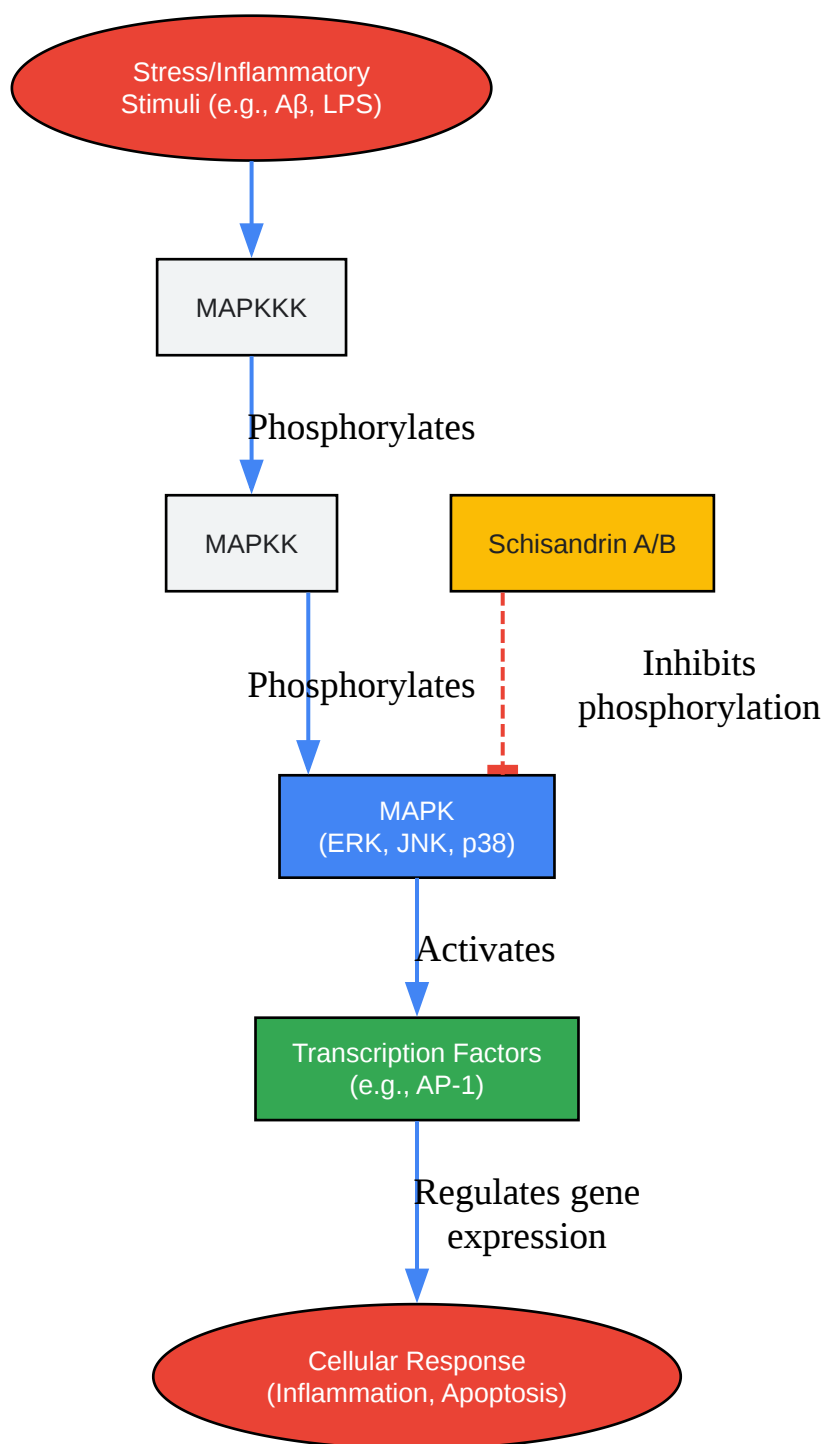 Stress/Inflammatory
Stimuli (e.g., Aβ, LPS)
MAPKKK
Phosphorylates
MAPKK
Schisandrin A/B
Phosphorylates
Inhibits
phosphorylation
MAPK
(ERK, JNK, p38)
Activates
Transcription Factors
(e.g., AP-1)
Regulates gene
expression
Cellular Response
(Inflammation, Apoptosis)